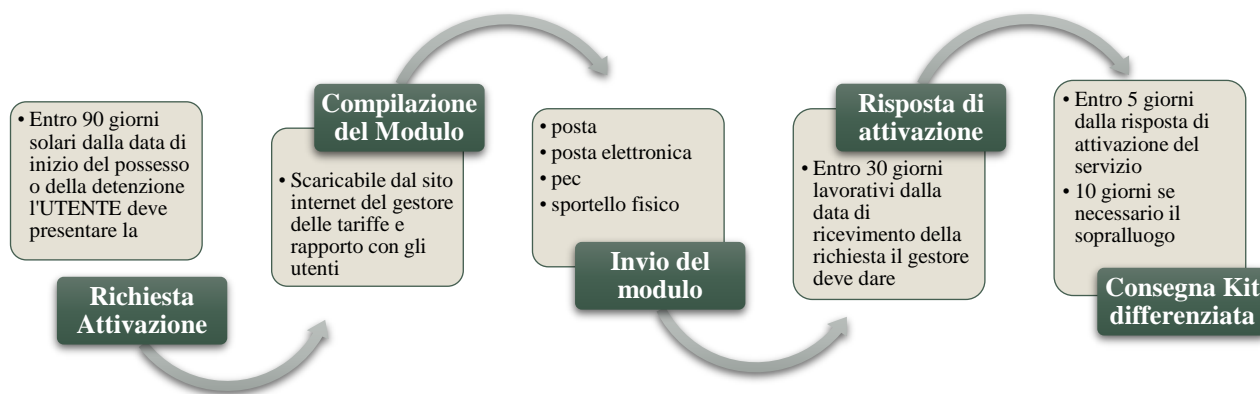 • Entro 90 giorni
solari dalla data di
inizio del possesso
o della detenzione
l'UTENTE deve
presentare la
Richiesta
Attivazione
Compilazione
del Modulo
• Scaricabile dal sito
internet del gestore
delle tariffe e
rapporto con gli
utenti
• posta
• posta elettronica
• pec
• sportello fisico
Invio del
modulo
Risposta di
attivazione
• Entro 30 giorni
lavorativi dalla
data di
ricevimento della
richiesta il gestore
deve dare
• Entro 5 giorni
dalla risposta di
attivazione del
servizio
• 10 giorni se
necessario il
sopralluogo
Consegna Kit
differenziata